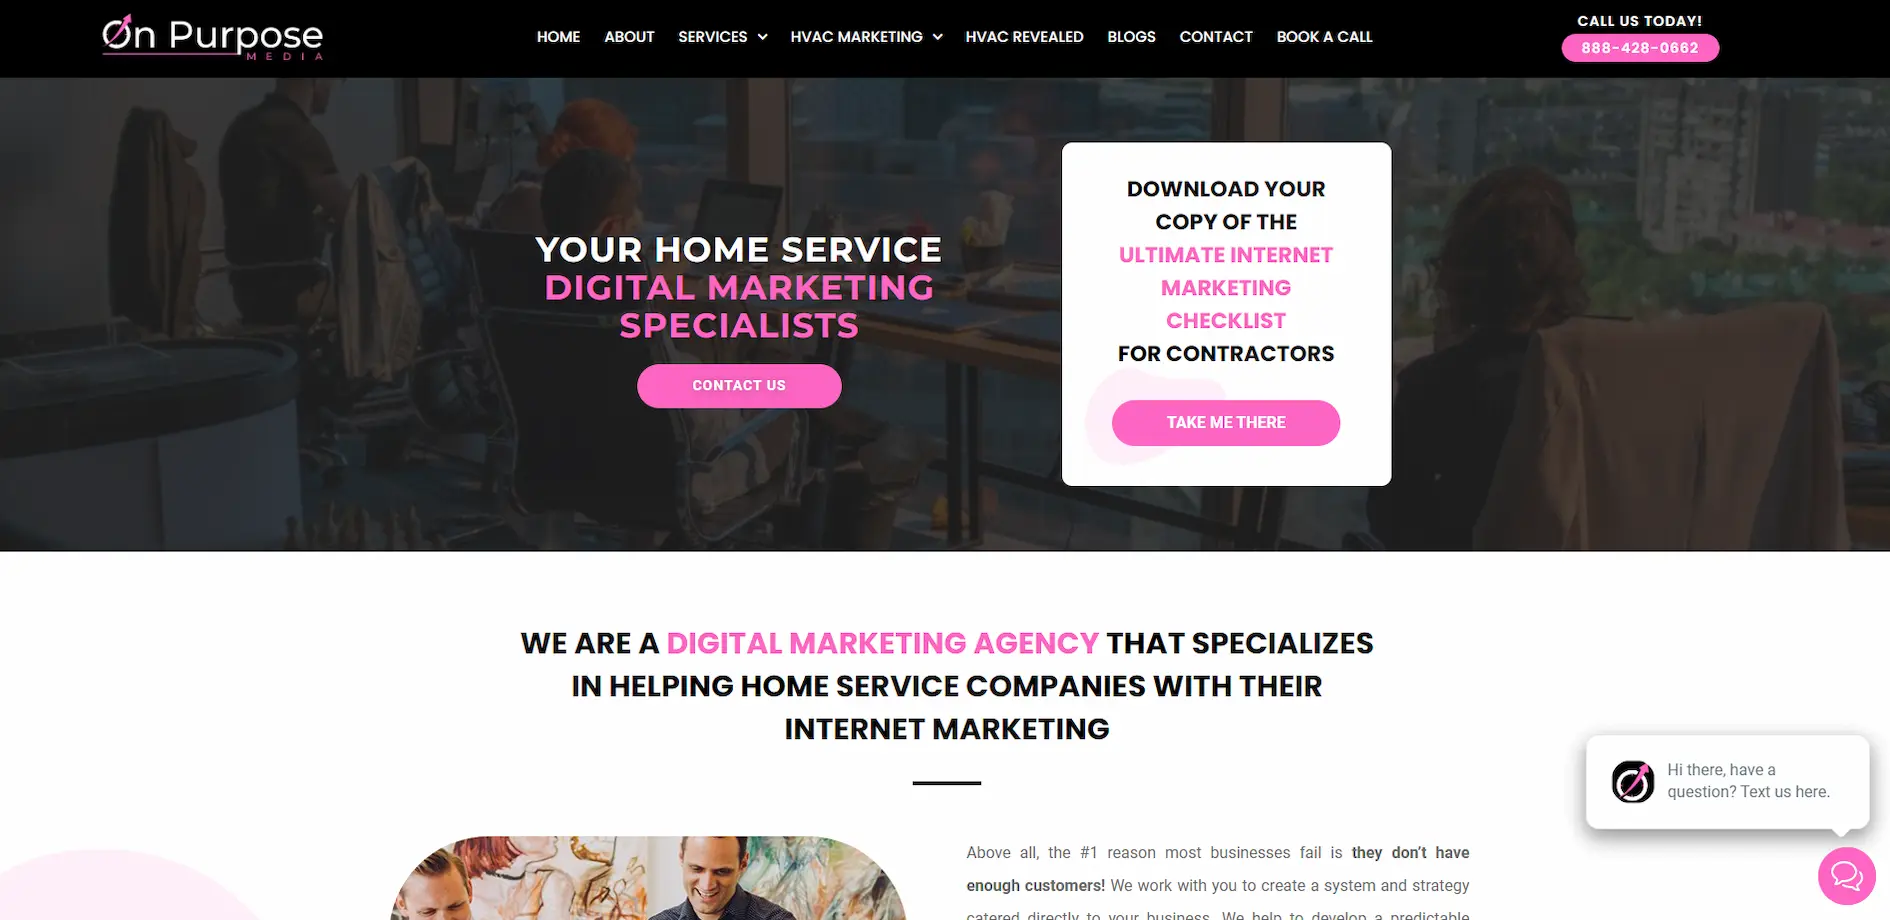 On Purpose
MEDIA
HOME ABOUT SERVICES HVAC MARKETING HVAC REVEALED BLOGS CONTACT BOOK A CALL
CALL US TODAY!
888-428-0662
YOUR HOME SERVICE
DIGITAL MARKETING
SPECIALISTS
CONTACT US
DOWNLOAD YOUR
COPY OF THE
ULTIMATE INTERNET
MARKETING
CHECKLIST
FOR CONTRACTORS
TAKE ME THERE
WE ARE A DIGITAL MARKETING AGENCY THAT SPECIALIZES
IN HELPING HOME SERVICE COMPANIES WITH THEIR
INTERNET MARKETING
Above all, the #1 reason most businesses fail is they don't have
enough customers! We work with you to create a system and strategy
catered directly to your business. We help to develop a predictable
Hi there, have a
question? Text us here.